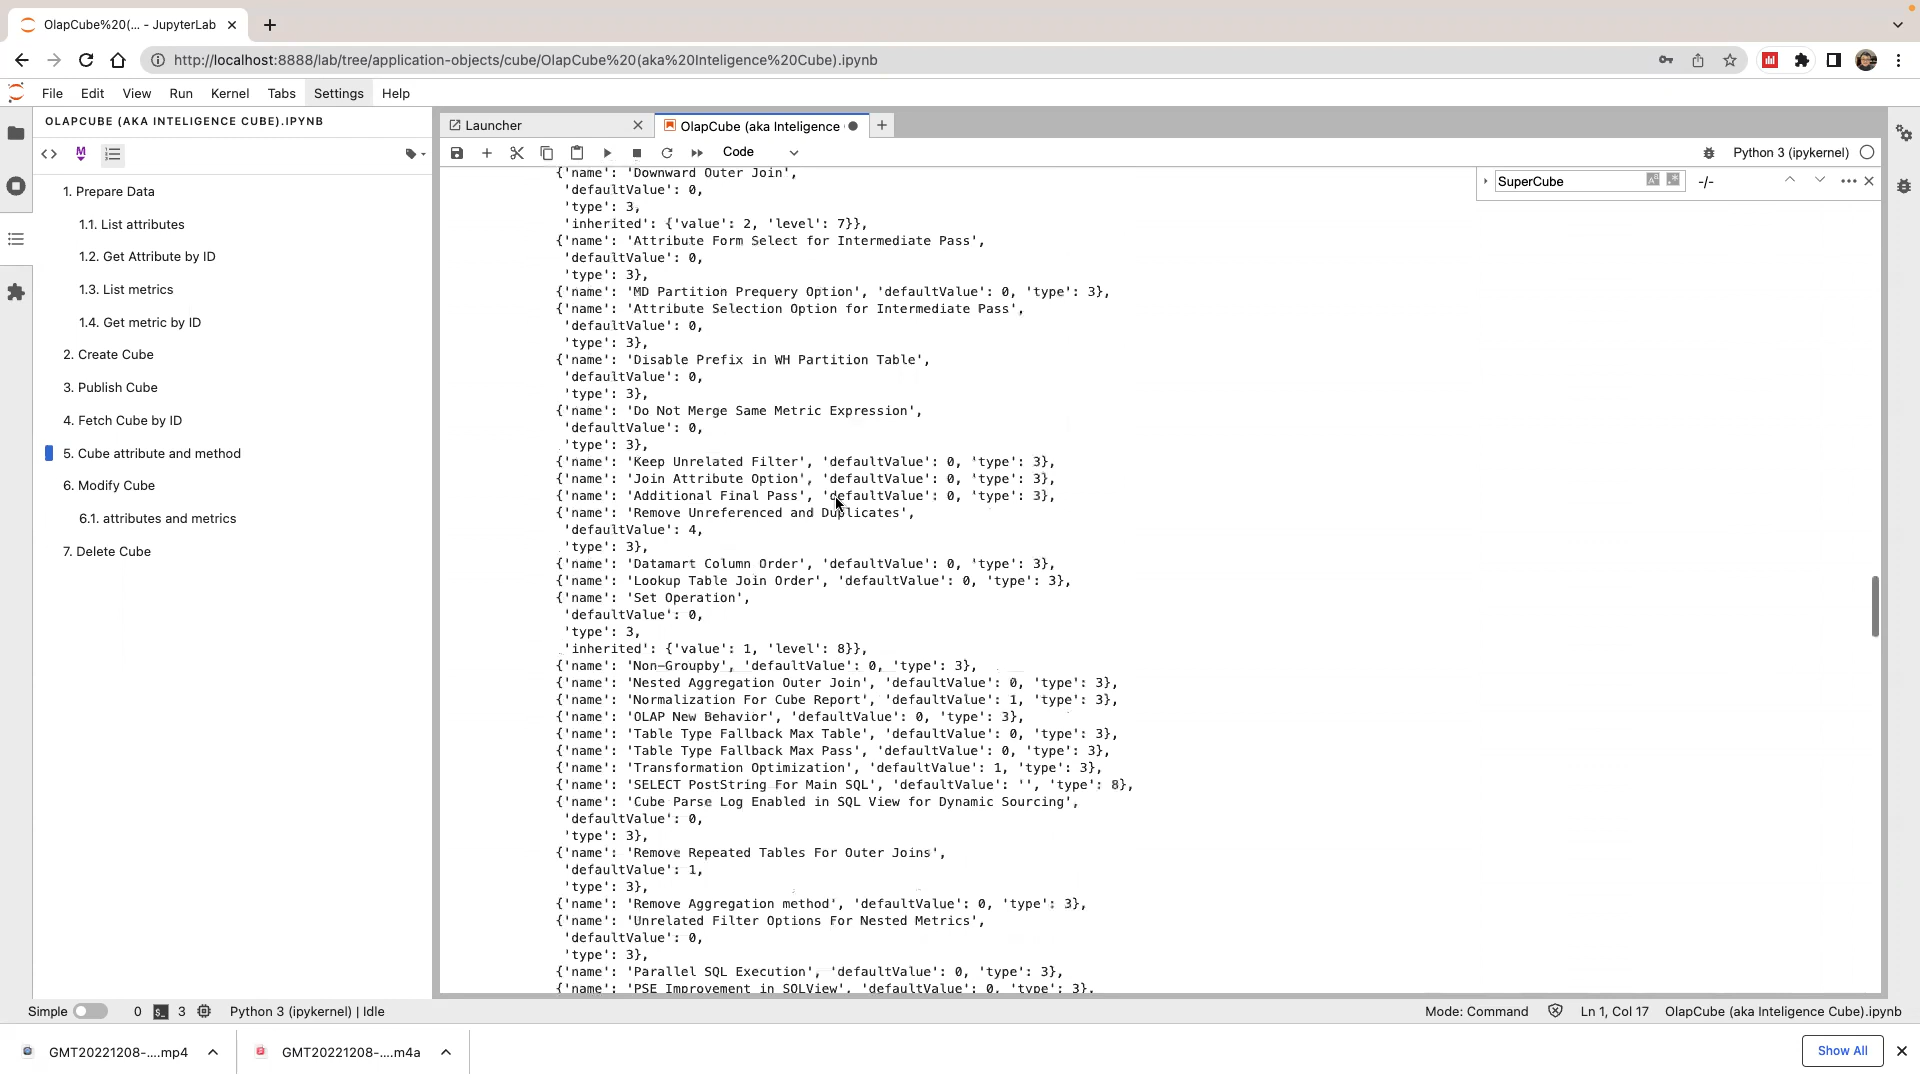 OlapCube%20(... - JupyterLab
http://localhost:8888/lab/tree/application-objects/cube/OlapCube%20(aka%20Inteligence%20Cube).ipynb
File Edit View Run Kernel Tabs Settings Help
OLAPCUBE (AKA INTELIGENCE CUBE).IPYNB
1. Prepare Data
1.1. List attributes
1.2. Get Attribute by ID
1.3. List metrics
1.4. Get metric by ID
2. Create Cube
3. Publish Cube
4. Fetch Cube by ID
5. Cube attribute and method
6. Modify Cube
6.1. attributes and metrics
7. Delete Cube
Launcher
OlapCube (aka Inteligence
Code
Python 3 (ipykernel)
SuperCube
-/-
{'name': 'Downward Outer Join',
'defaultValue': 0,
'type': 3,
'inherited': {'value': 2, 'level': 7}},
{'name': 'Attribute Form Select for Intermediate Pass',
'defaultValue': 0,
'type': 3},
{'name': 'MD Partition Prequery Option', 'defaultValue': 0, 'type': 3},
{'name': 'Attribute Selection Option for Intermediate Pass',
'defaultValue': 0,
'type': 3},
{'name': 'Disable Prefix in WH Partition Table',
'defaultValue': 0,
'type': 3},
{'name': 'Do Not Merge Same Metric Expression',
'defaultValue': 0,
'type': 3},
{'name': 'Keep Unrelated Filter', 'defaultValue': 0, 'type': 3},
{'name': 'Join Attribute Option', 'defaultValue': 0, 'type': 3},
{'name': 'Additional Final Pass', 'defaultValue': 0, 'type': 3},
{'name': 'Remove Unreferenced and Duplicates',
'defaultValue': 4,
'type': 3},
{'name': 'Datamart Column Order', 'defaultValue': 0, 'type': 3},
{'name': 'Lookup Table Join Order', 'defaultValue': 0, 'type': 3},
{'name': 'Set Operation',
'defaultValue': 0,
'type': 3,
'inherited': {'value': 1, 'level': 8}},
{'name': 'Non-Groupby', 'defaultValue': 0, 'type': 3},
{'name': 'Nested Aggregation Outer Join', 'defaultValue': 0, 'type': 3},
{'name': 'Normalization For Cube Report', 'defaultValue': 1, 'type': 3},
{'name': 'OLAP New Behavior', 'defaultValue': 0, 'type': 3},
{'name': 'Table Type Fallback Max Table', 'defaultValue': 0, 'type': 3},
{'name': 'Table Type Fallback Max Pass', 'defaultValue': 0, 'type': 3},
{'name': 'Transformation Optimization', 'defaultValue': 1, 'type': 3},
{'name': 'SELECT PostString For Main SQL', 'defaultValue': '', 'type': 8},
{'name': 'Cube Parse Log Enabled in SQL View for Dynamic Sourcing',
'defaultValue': 0,
'type': 3},
{'name': 'Remove Repeated Tables For Outer Joins',
'defaultValue': 1,
'type': 3},
{'name': 'Remove Aggregation method', 'defaultValue': 0, 'type': 3},
{'name': 'Unrelated Filter Options For Nested Metrics',
'defaultValue': 0,
'type': 3},
{'name': 'Parallel SQL Execution', 'defaultValue': 0, 'type': 3},
{'name': 'PSE Improvement in SQLView', 'defaultValue': 0, 'type': 3},
Simple 0 3 Python 3 (ipykernel) | Idle
Mode: Command Ln 1, Col 17 OlapCube (aka Inteligence Cube).ipynb
GMT20221208-....mp4 GMT20221208-....m4a Show All